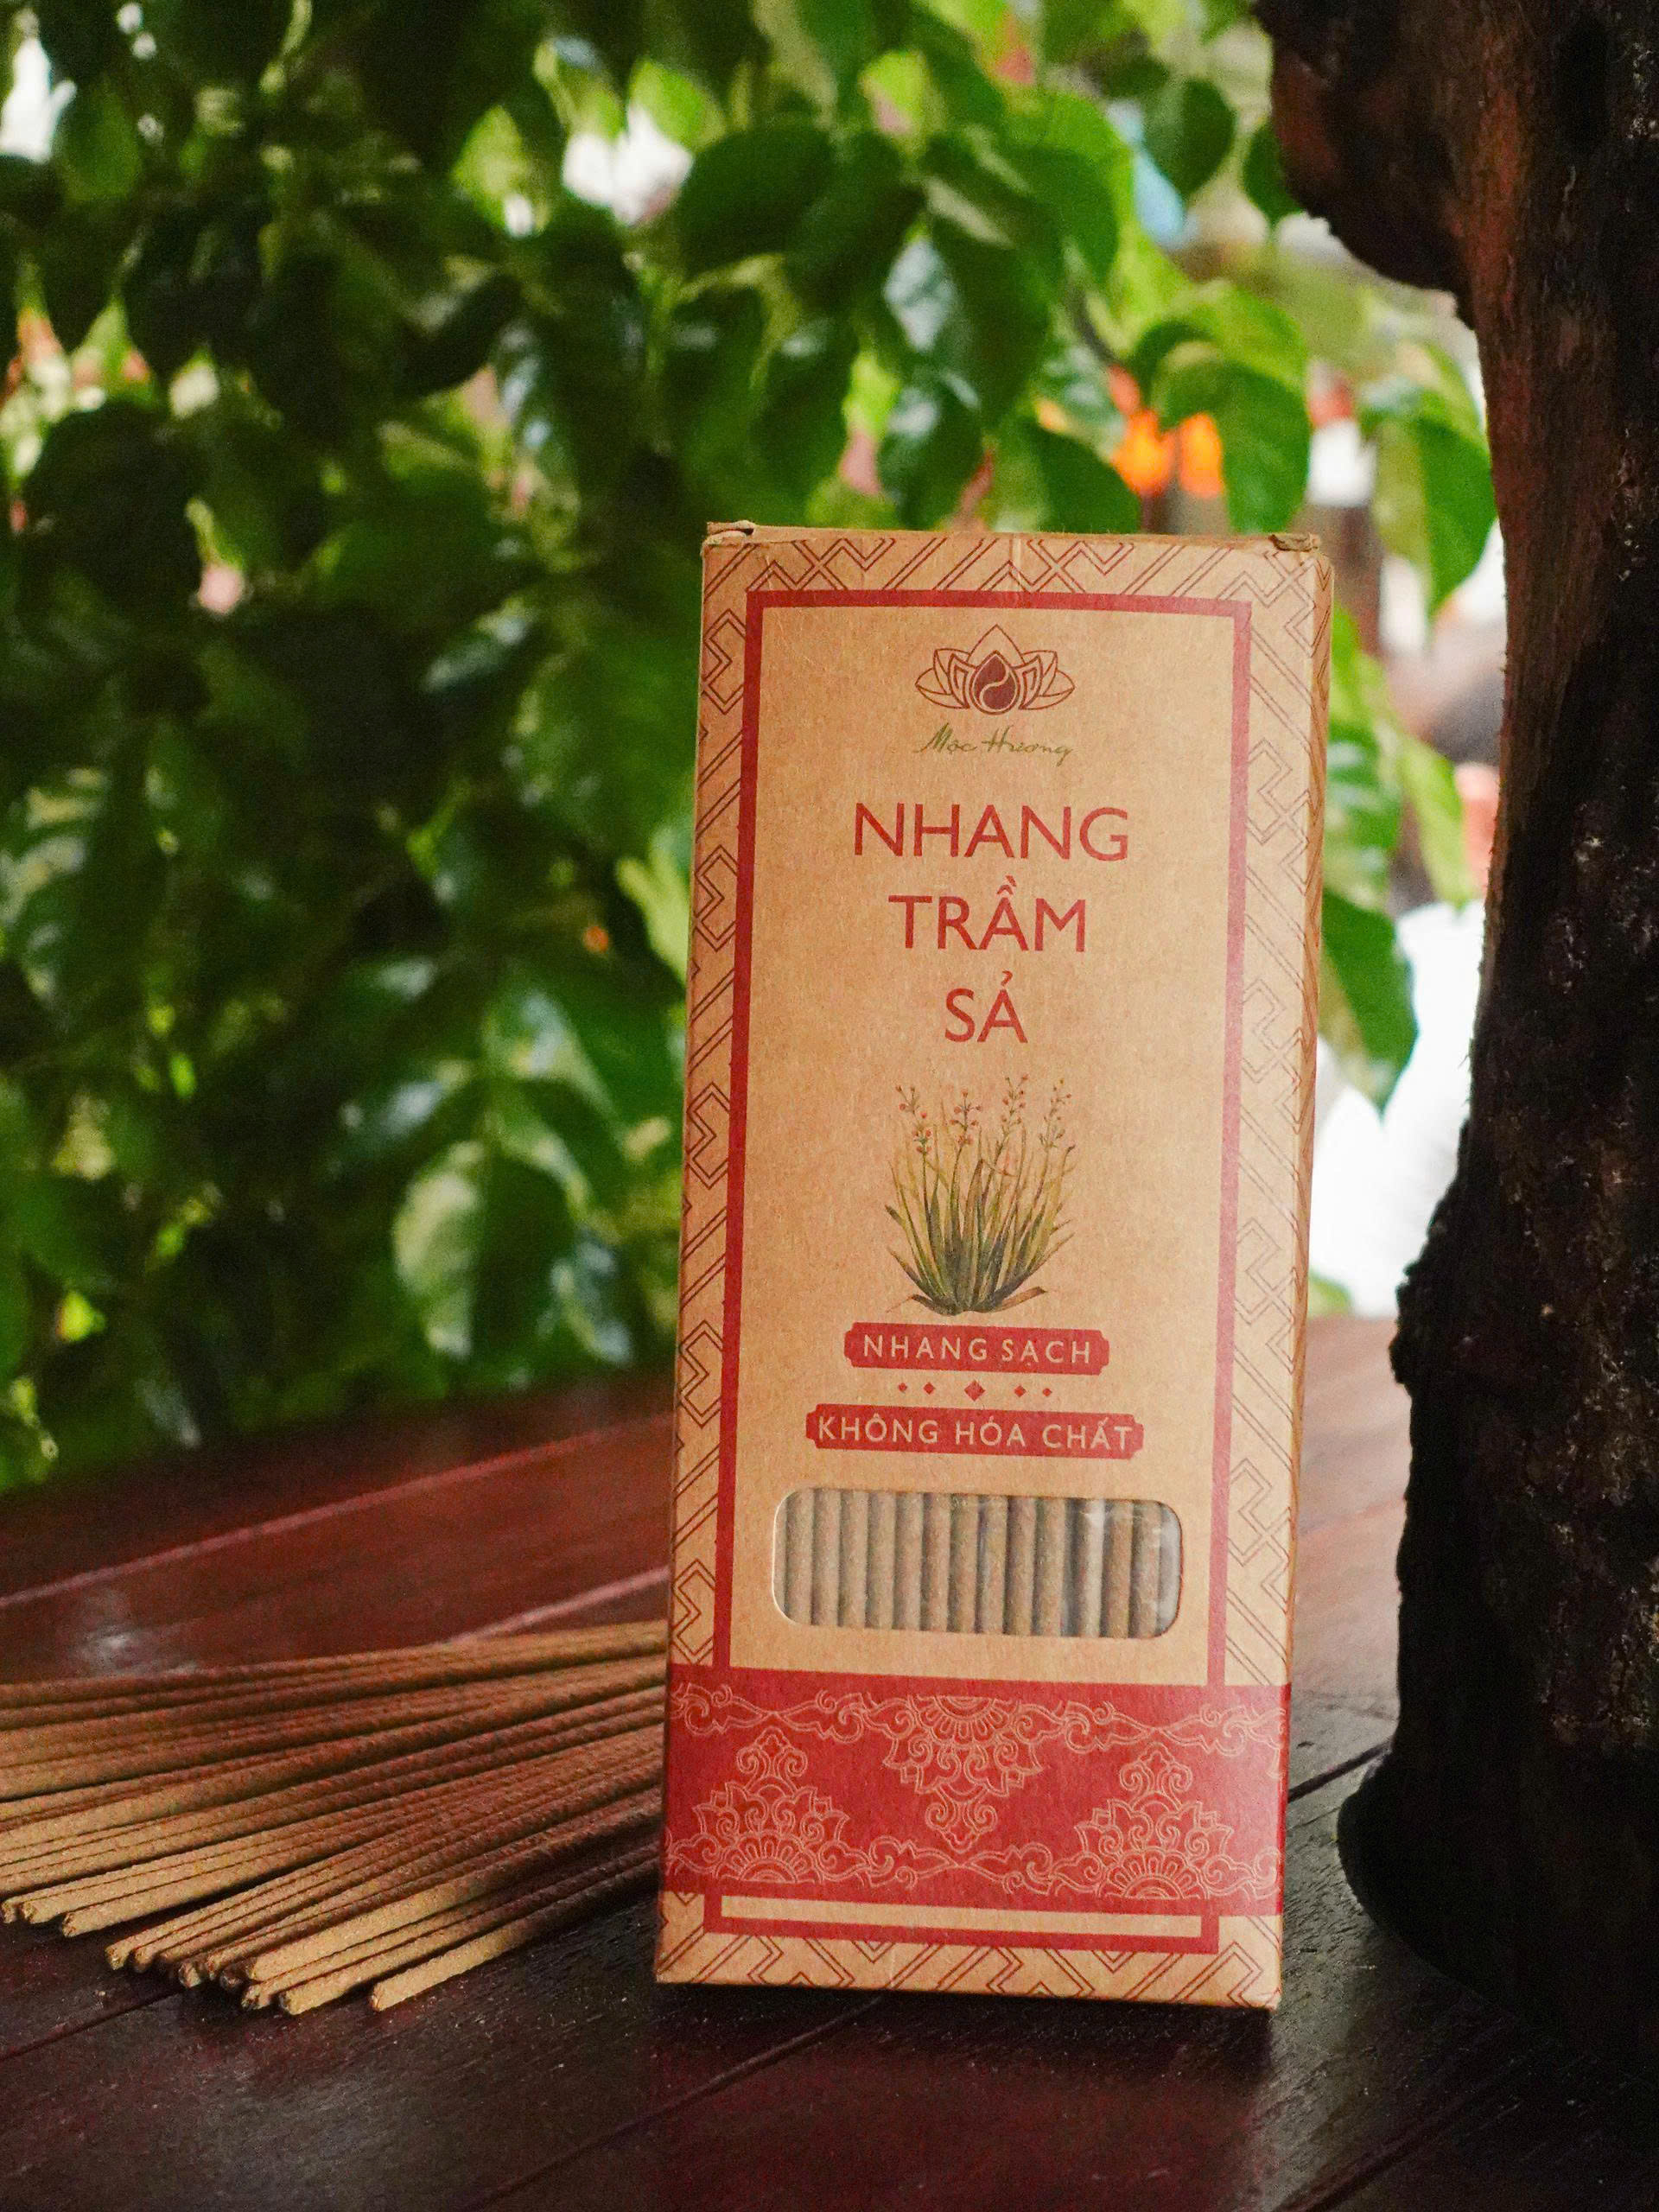 Mộc Hương
NHANG
TRẦM
SẢ
NHANG SẠCH
KHÔNG HÓA CHẤT